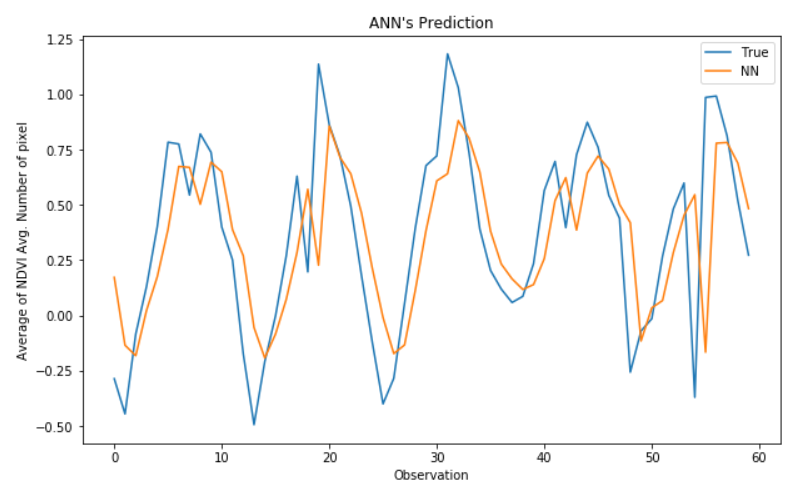 ANN's Prediction
True
NN
Average of NDVI Avg. Number of pixel
1.25
1.00
0.75
0.50
0.25
0.00
−0.25
−0.50
0 10 20 30 40 50 60
Observation